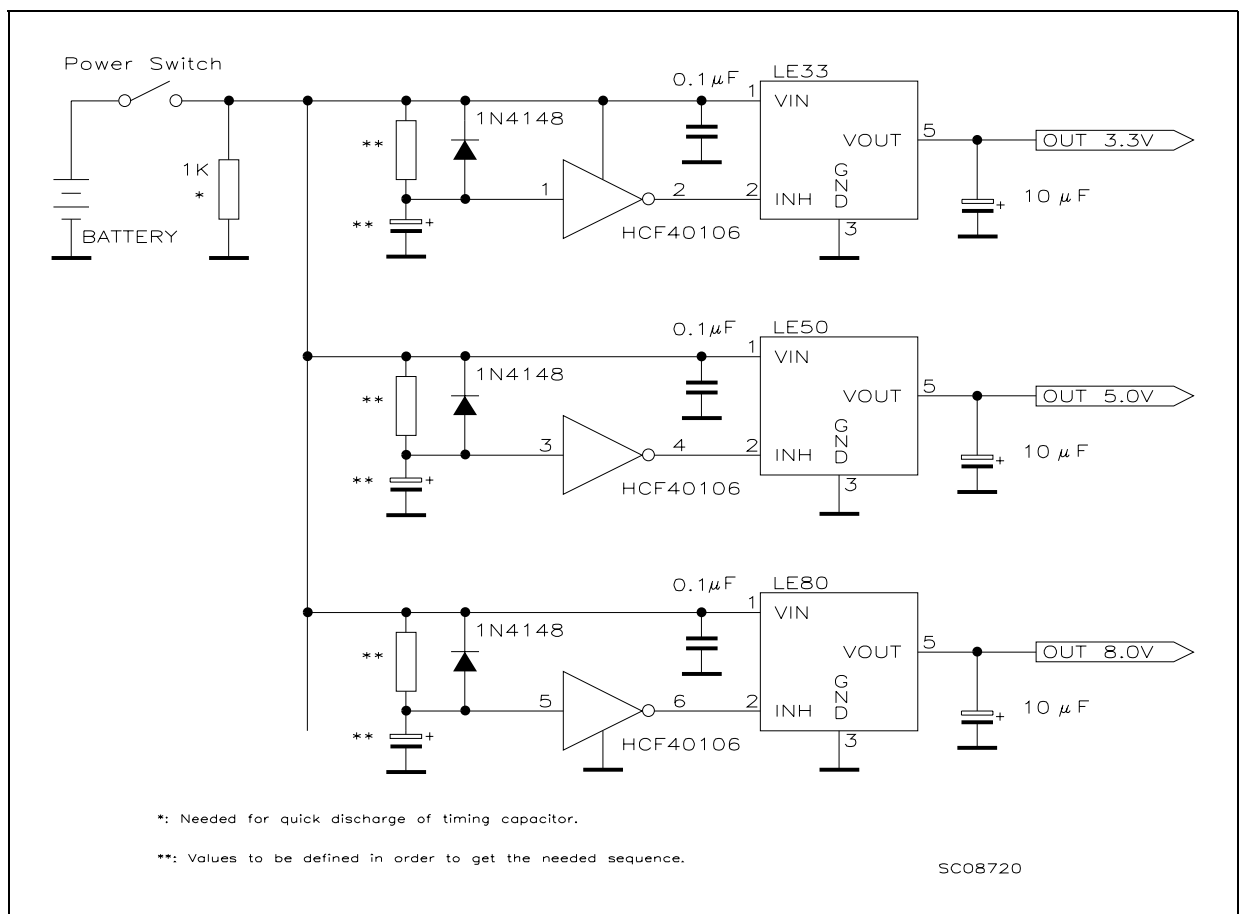 Power Switch
1K
*
BATTERY
**
**
+
1N4148
1
2
HCF40106
0.1µF
LE33
1
VIN
2
INH
GND
3
VOUT
5
+
10 µF
OUT 3.3V
**
**
+
1N4148
3
4
HCF40106
0.1µF
LE50
1
VIN
2
INH
GND
3
VOUT
5
+
10 µF
OUT 5.0V
**
**
+
1N4148
5
6
HCF40106
0.1µF
LE80
1
VIN
2
INH
GND
3
VOUT
5
+
10 µF
OUT 8.0V
*: Needed for quick discharge of timing capacitor.
**: Values to be defined in order to get the needed sequence.
SC08720